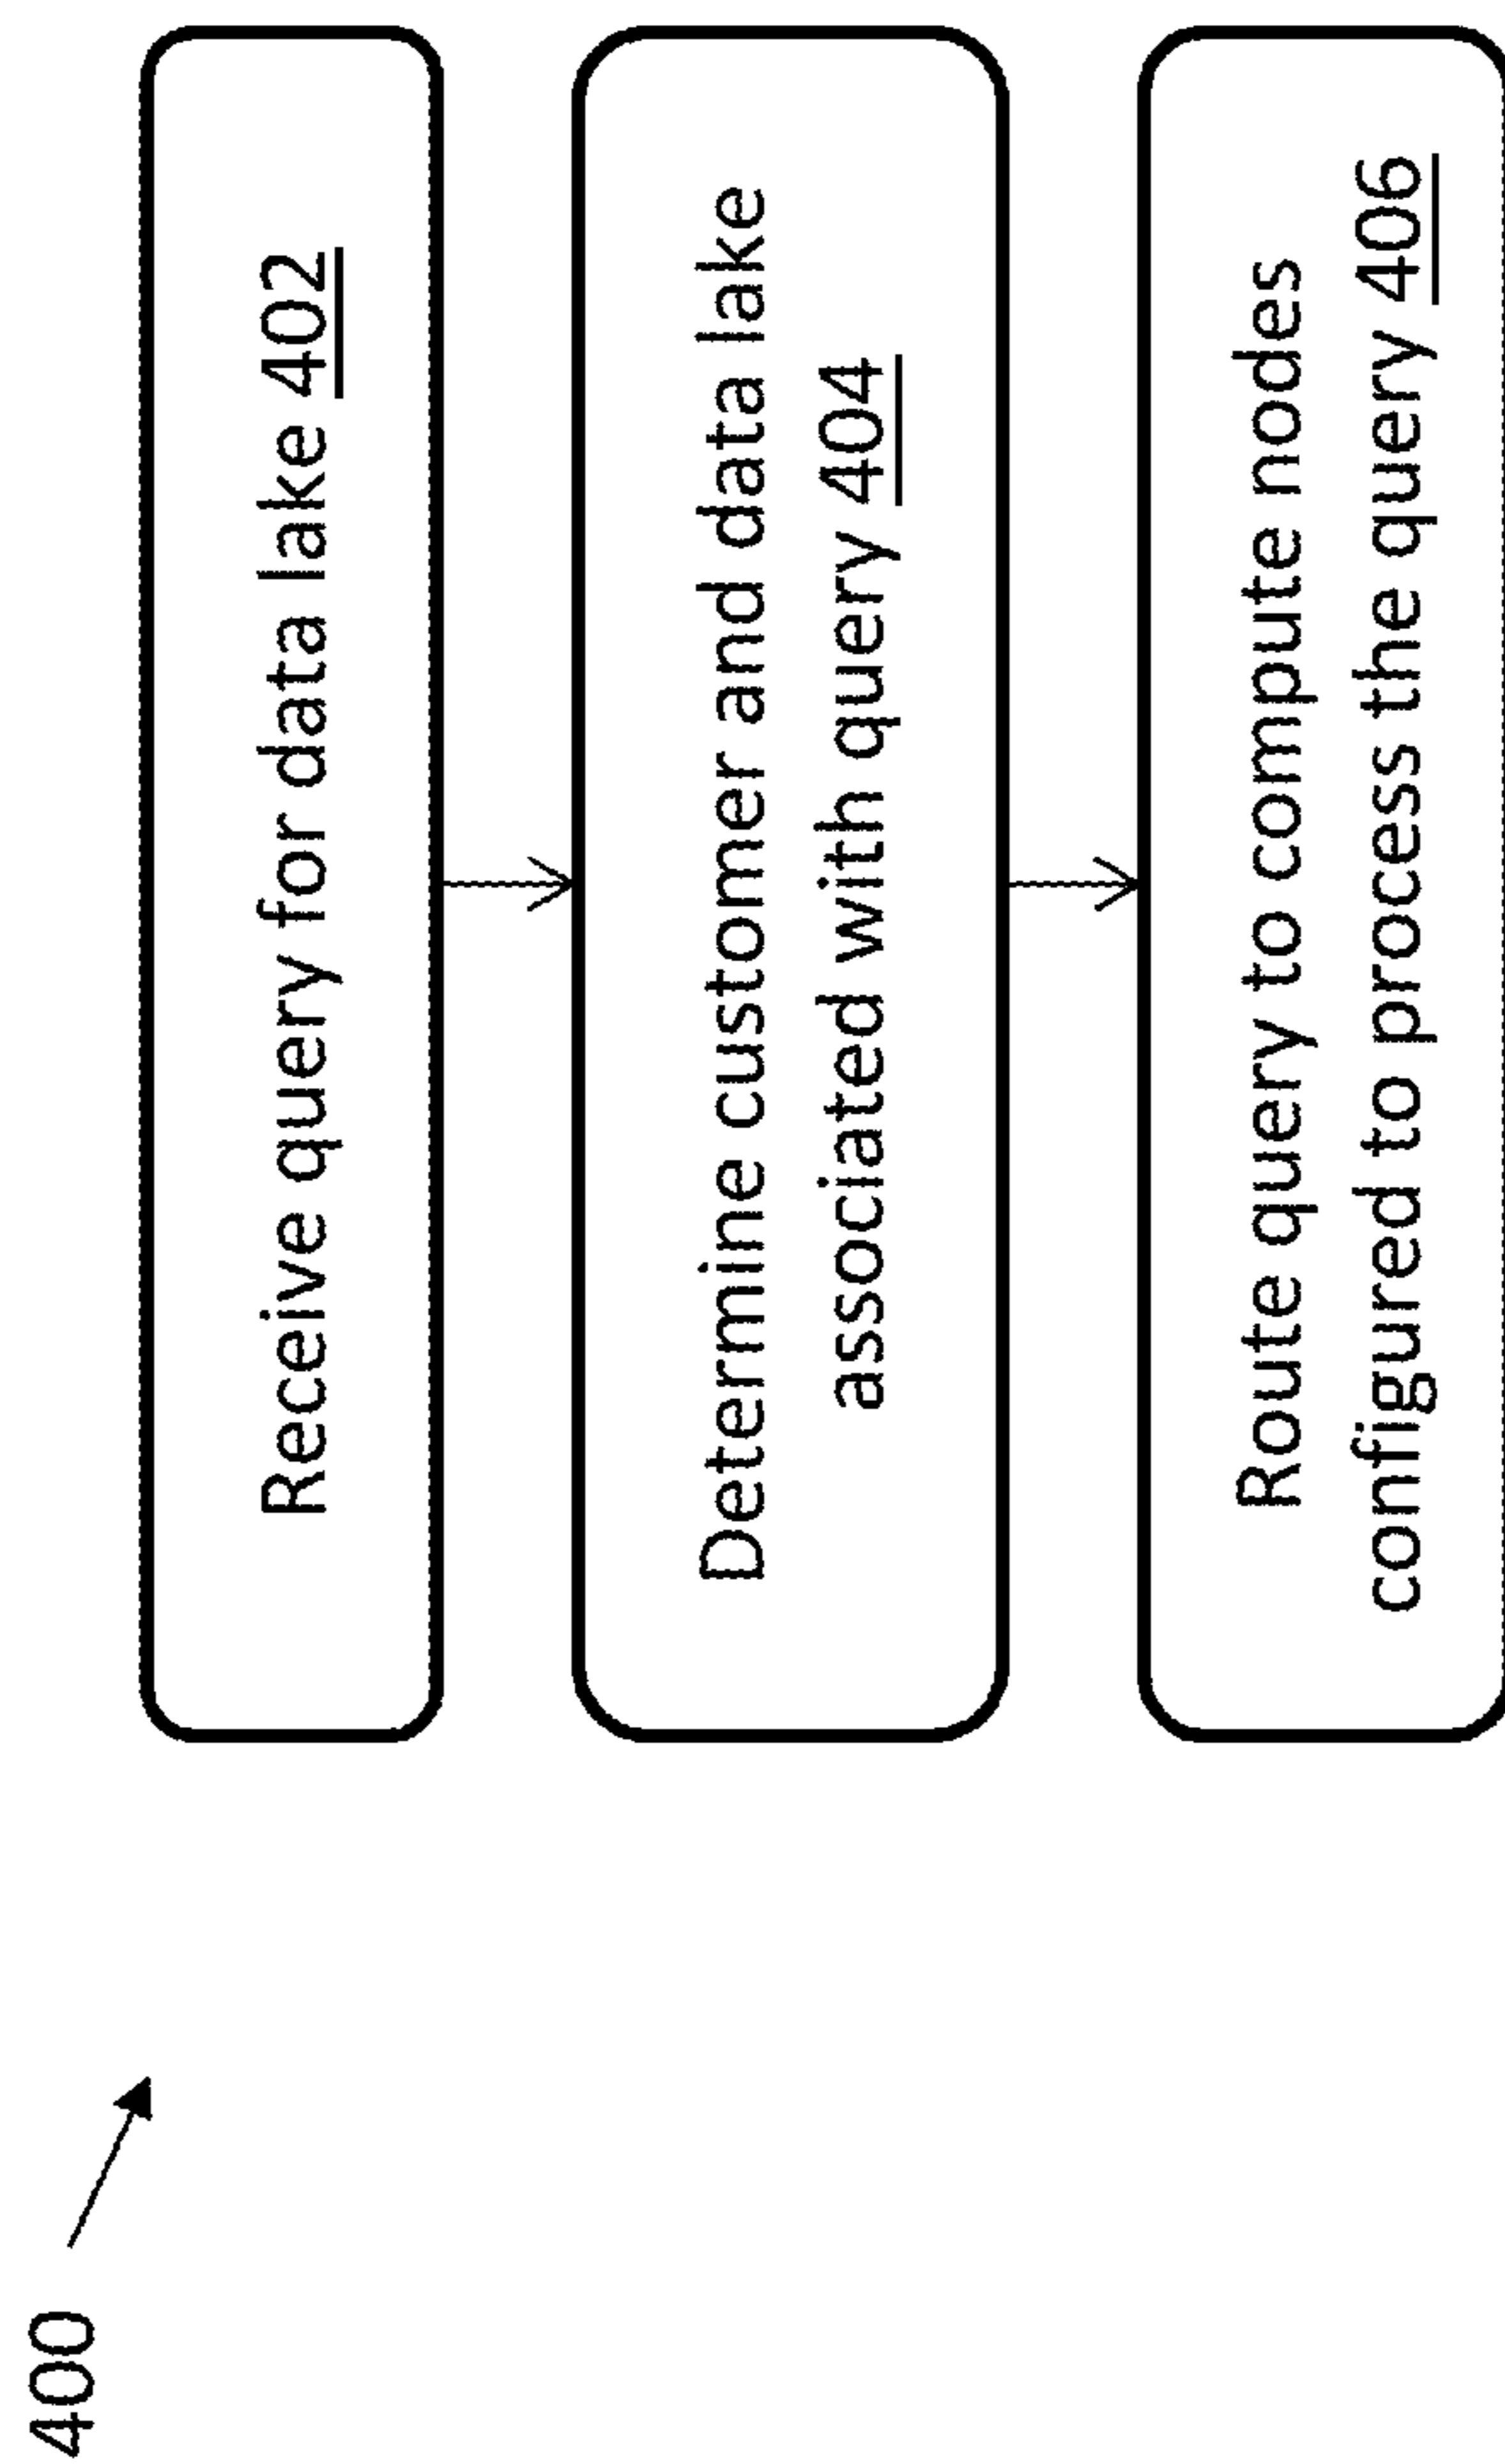 400
Receive query for data lake 402
Determine customer and data lake
associated with query 404
Route query to compute nodes
configured to process the query 406